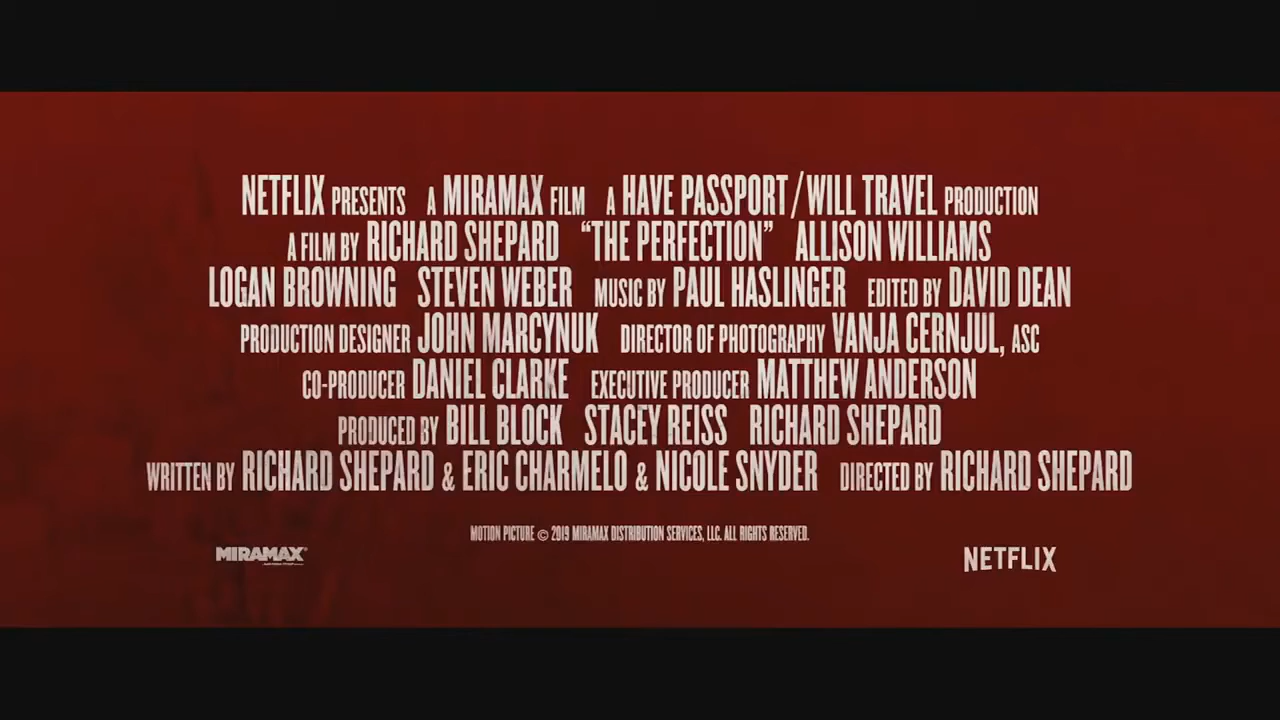 NETFLIX PRESENTS A MIRAMAX FILM A HAVE PASSPORT/WILL TRAVEL PRODUCTION
A FILM BY RICHARD SHEPARD “THE PERFECTION” ALLISON WILLIAMS
LOGAN BROWNING STEVEN WEBER MUSIC BY PAUL HASLINGER EDITED BY DAVID DEAN
PRODUCTION DESIGNER JOHN MARCYNUK DIRECTOR OF PHOTOGRAPHY VANJA CERNJUL, ASC
CO-PRODUCER DANIEL CLARKE EXECUTIVE PRODUCER MATTHEW ANDERSON
PRODUCED BY BILL BLOCK STACEY REISS RICHARD SHEPARD
WRITTEN BY RICHARD SHEPARD & ERIC CHARMELO & NICOLE SNYDER DIRECTED BY RICHARD SHEPARD
MOTION PICTURE © 2019 MIRAMAX DISTRIBUTION SERVICES, LLC. ALL RIGHTS RESERVED.
MIRAMAX NETFLIX